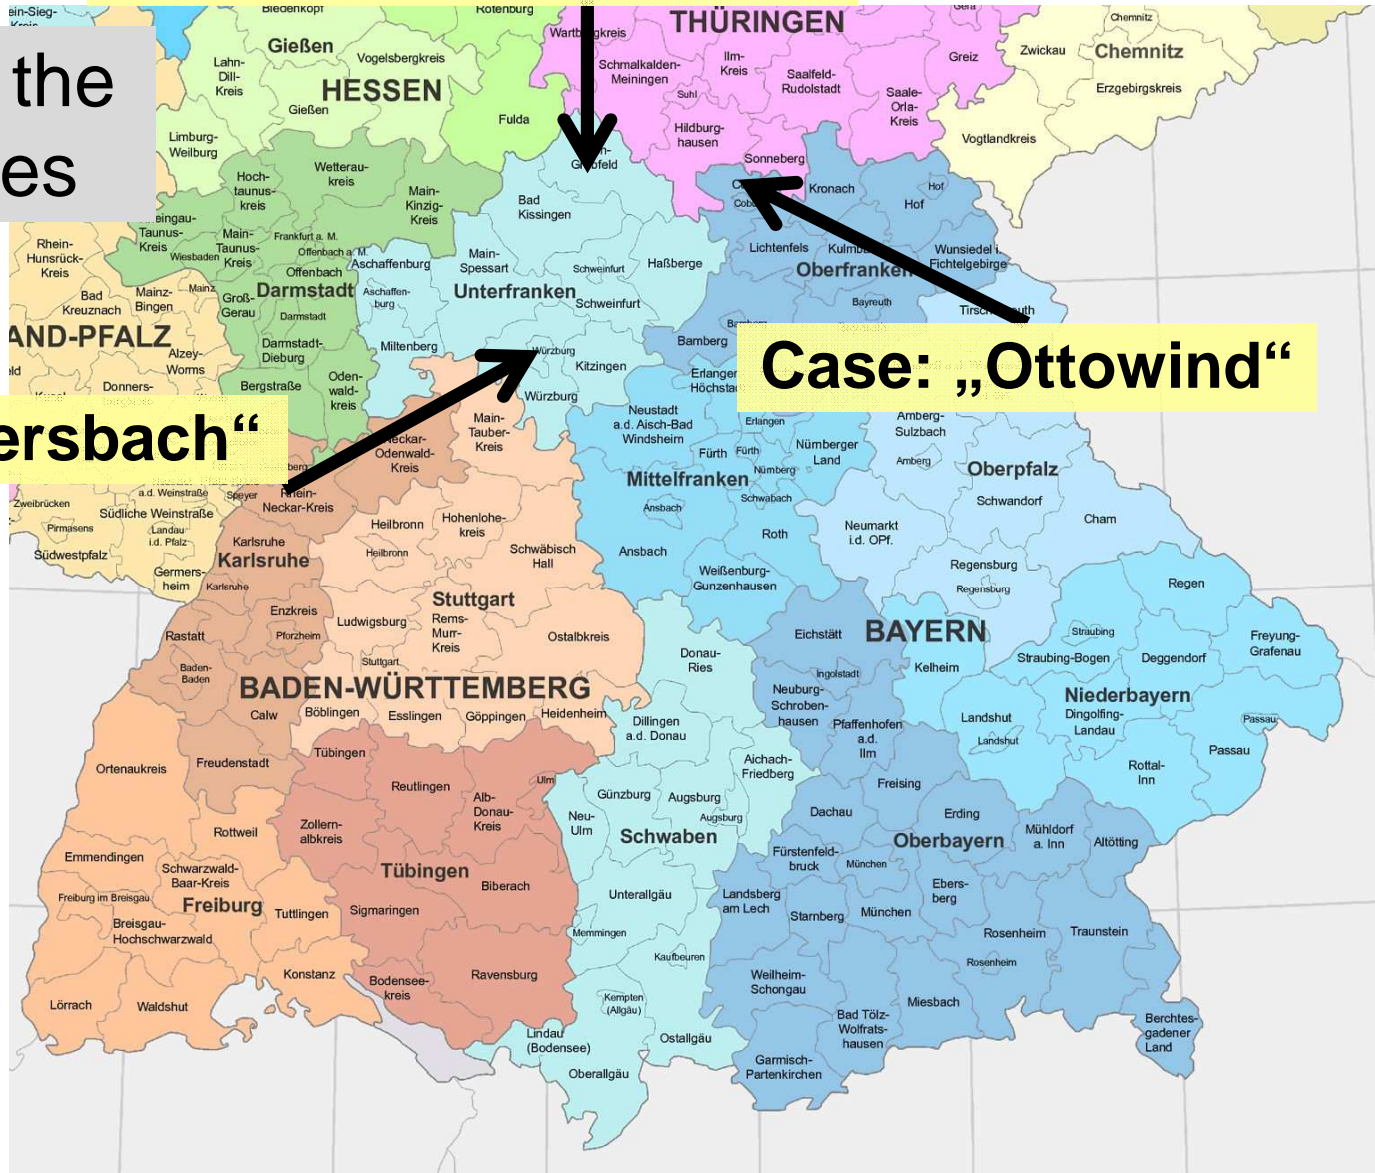 Biedenkopf
Rotenburg
Gera
Chemnitz
Gießen
Vogelsbergkreis
THÜRINGEN
Greiz
Zwickau
Chemnitz
the
es
Lahn-
Dill-
Kreis
HESSEN
Gießen
Schmalkalden-
Meiningen
Ilm-
Kreis
Suhl
Saalfeld-
Rudolstadt
Saale-
Orla-
Kreis
Erzgebirgskreis
Limburg-
Weilburg
Fulda
Hildburg-
hausen
Sonneberg
Vogtlandkreis
Hoch-
taunus-
kreis
Wetterau-
kreis
Main-
Kinzig-
Kreis
Bad
Kissingen
Kronach
Hof
Hof
Taunus-
Kreis
Wiesbaden
Main-
Taunus-
Kreis
Frankfurt a. M.
Offenbach a. M.
Offenbach
Aschaffenburg
Main-
Spessart
Schweinfurt
Haßberge
Lichtenfels
Wunsiedel i.
Fichtelgebirge
Oberfranken
Rhein-
Hunsrück-
Kreis
Bad
Kreuznach
Mainz-
Bingen
Mainz
Groß-
Gerau
Darmstadt
Darmstadt
Aschaffen-
burg
Unterfranken
Schweinfurt
Bayreuth
AND-PFALZ
Alzey-
Worms
Darmstadt-
Dieburg
Miltenberg
Würzburg
Kitzingen
Bamberg
Case: „Ottowind“
Donners-
Bergstraße
Oden-
wald-
kreis
Würzburg
Erlangen
ersbach“
Main-
Tauber-
Kreis
Neckar-
Odenwald-
Kreis
Neustadt
a.d. Aisch-Bad
Windsheim
Erlangen
Fürth
Fürth
Nürnberg
Nürnberger
Land
Amberg-
Sulzbach
Amberg
Oberpfalz
Mittelfranken
Schwabach
Schwandorf
Zweibrücken
Pirmasens
Südwestpfalz
a.d. Weinstraße
Speyer
Südliche Weinstraße
Landau
i.d. Pfalz
Germers-
heim
Rhein-
Neckar-Kreis
Karlsruhe
Karlsruhe
Karlsruhe
Heilbronn
Heilbronn
Hohenlohe-
kreis
Schwäbisch
Hall
Ansbach
Ansbach
Roth
Weißenburg-
Gunzenhausen
Neumarkt
i.d. OPf.
Cham
Regensburg
Regensburg
Regen
Enzkreis
Pforzheim
Rastatt
Baden-
Baden
Ludwigsburg
Stuttgart
Rems-
Murr-
Kreis
Stuttgart
Ostalbkreis
Donau-
Ries
Eichstätt
BAYERN
Kelheim
Straubing
Straubing-Bogen
Deggendorf
Freyung-
Grafenau
BADEN-WÜRTTEMBERG
Calw
Böblingen
Esslingen
Göppingen
Heidenheim
Ingolstadt
Neuburg-
Schroben-
hausen
Pfaffenhofen
a.d.
Ilm
Landshut
Landshut
Niederbayern
Dingolfing-
Landau
Passau
Passau
Rottal-
Inn
Dillingen
a.d. Donau
Aichach-
Friedberg
Ortenaukreis
Freudenstadt
Tübingen
Reutlingen
Alb-
Donau-
Kreis
Ulm
Neu-
Ulm
Günzburg
Augsburg
Augsburg
Schwaben
Freising
Dachau
Erding
Oberbayern
Mühldorf
a. Inn
Altötting
Rottweil
Zollern-
albkreis
Emmendingen
Schwarzwald-
Baar-Kreis
Freiburg im Breisgau
Freiburg
Breisgau-
Hochschwarzwald
Tuttlingen
Tübingen
Sigmaringen
Biberach
Unterallgäu
Memmingen
Kaufbeuren
Fürstenfeld-
bruck
München
München
Landsberg
am Lech
Starnberg
Ebers-
berg
Rosenheim
Rosenheim
Traunstein
Lörrach
Waldshut
Konstanz
Bodensee-
kreis
Ravensburg
Kempten
(Allgäu)
Lindau
(Bodensee)
Oberallgäu
Ostallgäu
Weilheim-
Schongau
Garmisch-
Partenkirchen
Bad Tölz-
Wolfrats-
hausen
Miesbach
Berchtes-
gadener
Land